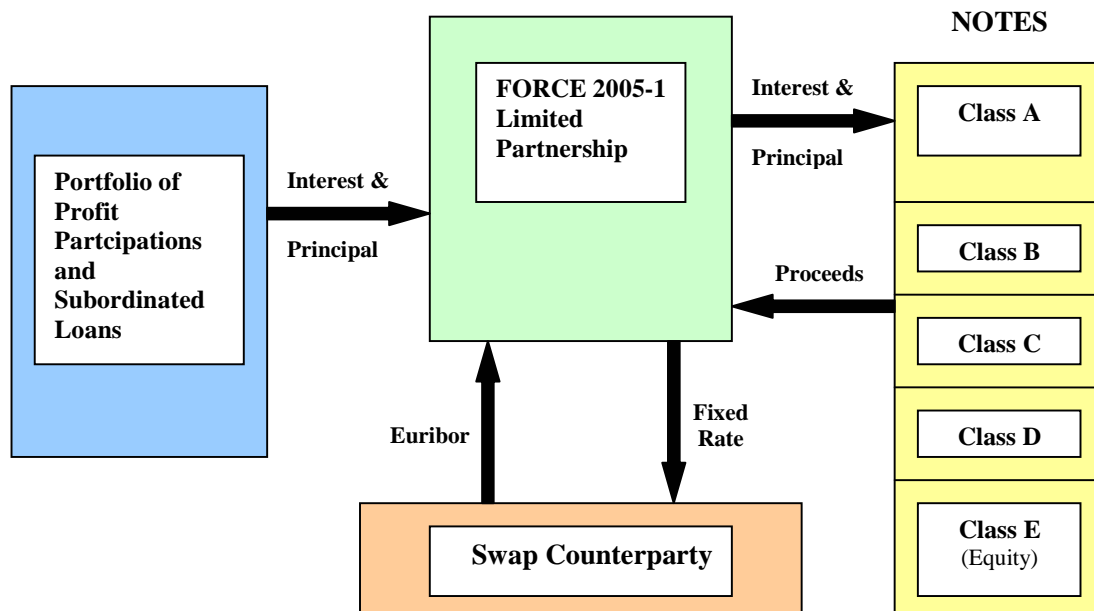 NOTES
Portfolio of
Profit
Partcipations
and
Subordinated
Loans
Interest &
Principal
FORCE 2005-1
Limited
Partnership
Interest &
Principal
Proceeds
Class A
Class B
Class C
Class D
Class E
(Equity)
Euribor
Fixed
Rate
Swap Counterparty